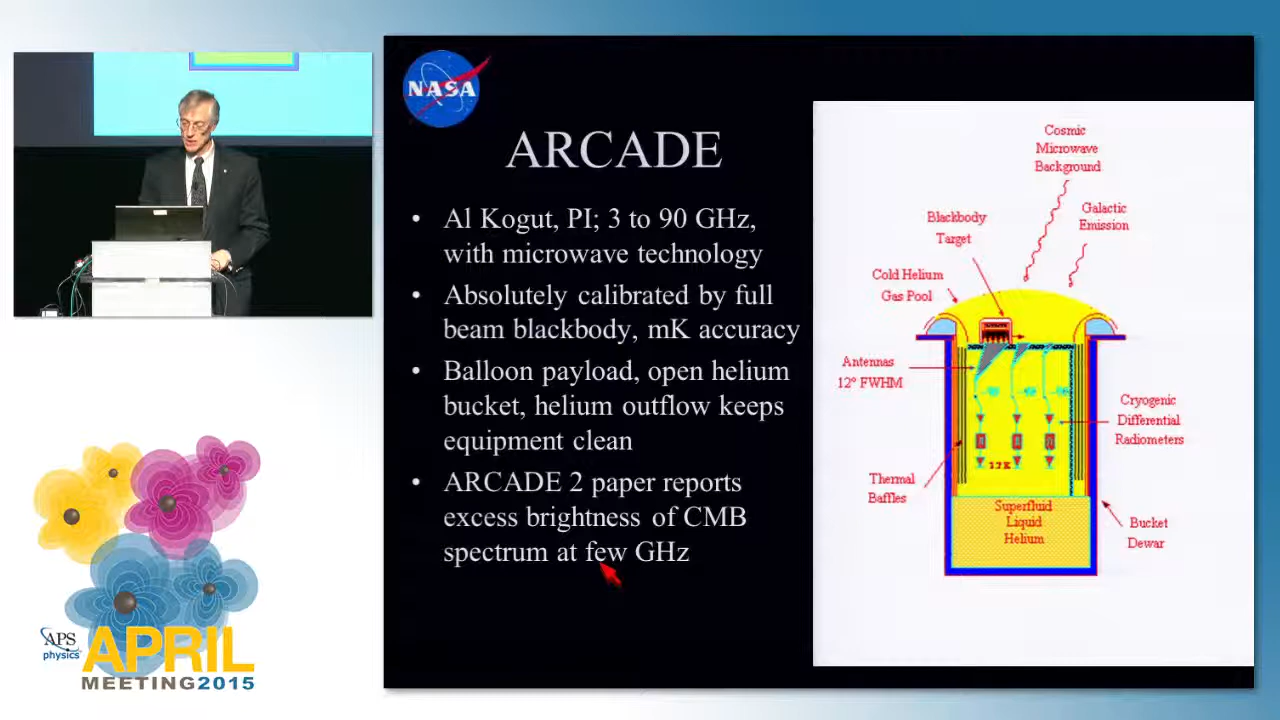 NASA
ARCADE
• Al Kogut, PI; 3 to 90 GHz,
with microwave technology
• Absolutely calibrated by full
beam blackbody, mK accuracy
• Balloon payload, open helium
bucket, helium outflow keeps
equipment clean
• ARCADE 2 paper reports
excess brightness of CMB
spectrum at few GHz
Cosmic
Microwave
Background
Galactic
Emission
Blackbody
Target
Cold Helium
Gas Pool
Antennas
12° FWHM
Cryogenic
Differential
Radiometers
Thermal
Baffles
Superfluid
Liquid
Helium
Bucket
Dewar
APS
physics
APRIL
MEETING2015